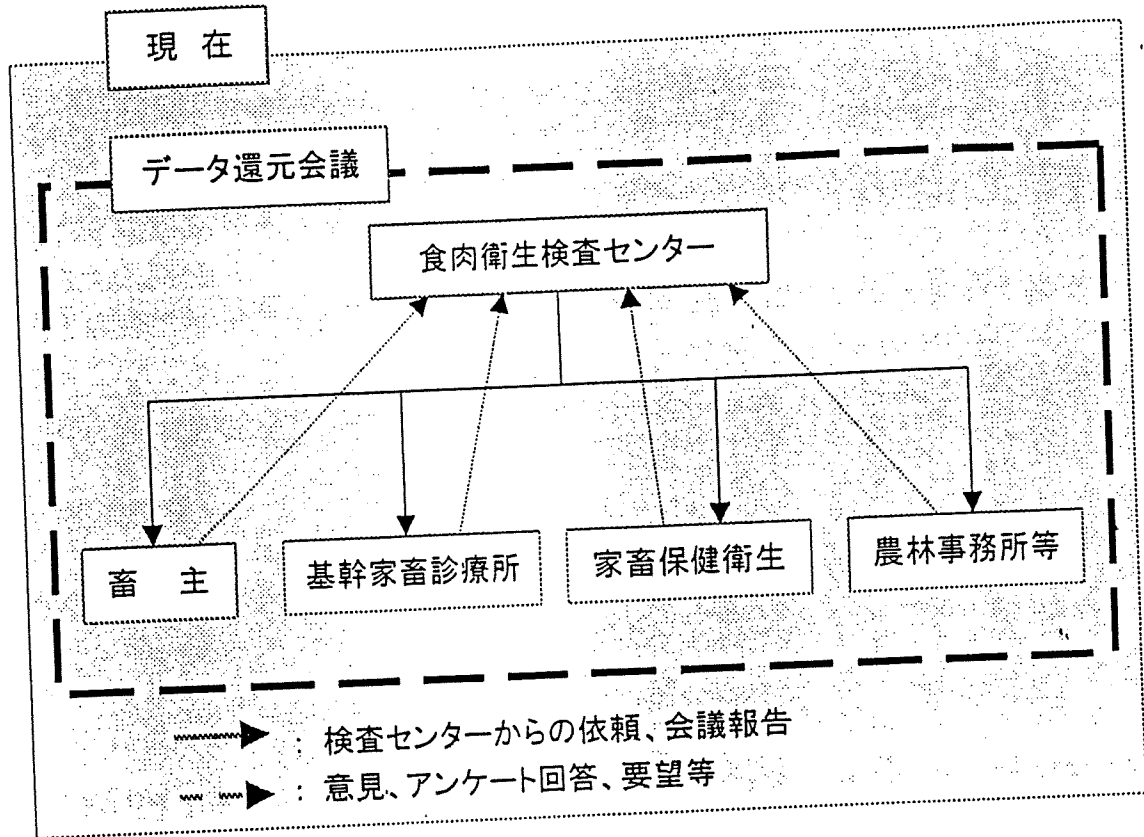 現 在
データ還元会議
食肉衛生検査センター
畜 主
基幹家畜診療所
家畜保健衛生
農林事務所等
: 検査センターからの依頼、会議報告
: 意見、アンケート回答、要望等